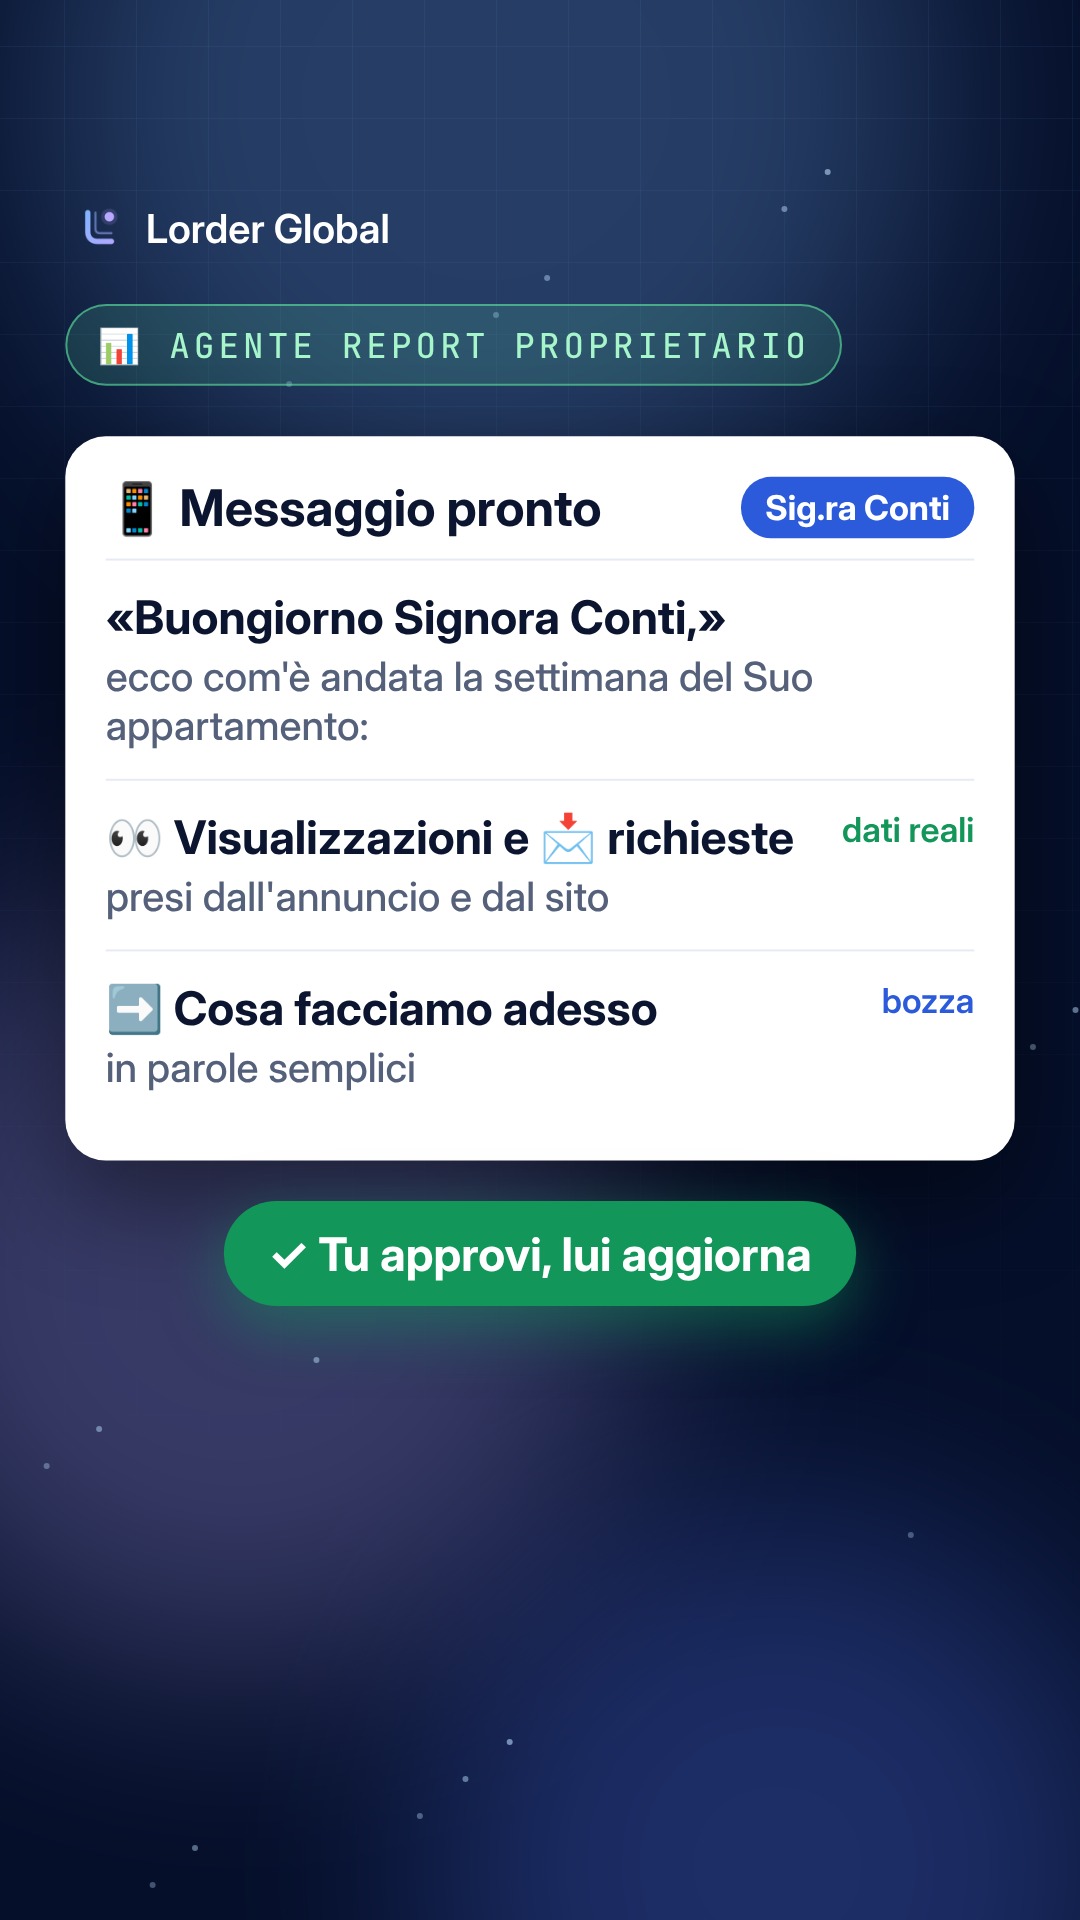 Lorder Global
📊 AGENTE REPORT PROPRIETARIO
📱 Messaggio pronto
Sig.ra Conti
«Buongiorno Signora Conti,»
ecco com'è andata la settimana del Suo
appartamento:
👀 Visualizzazioni e 📩 richieste
dati reali
presi dall'annuncio e dal sito
➡️ Cosa facciamo adesso
bozza
in parole semplici
✓ Tu approvi, lui aggiorna